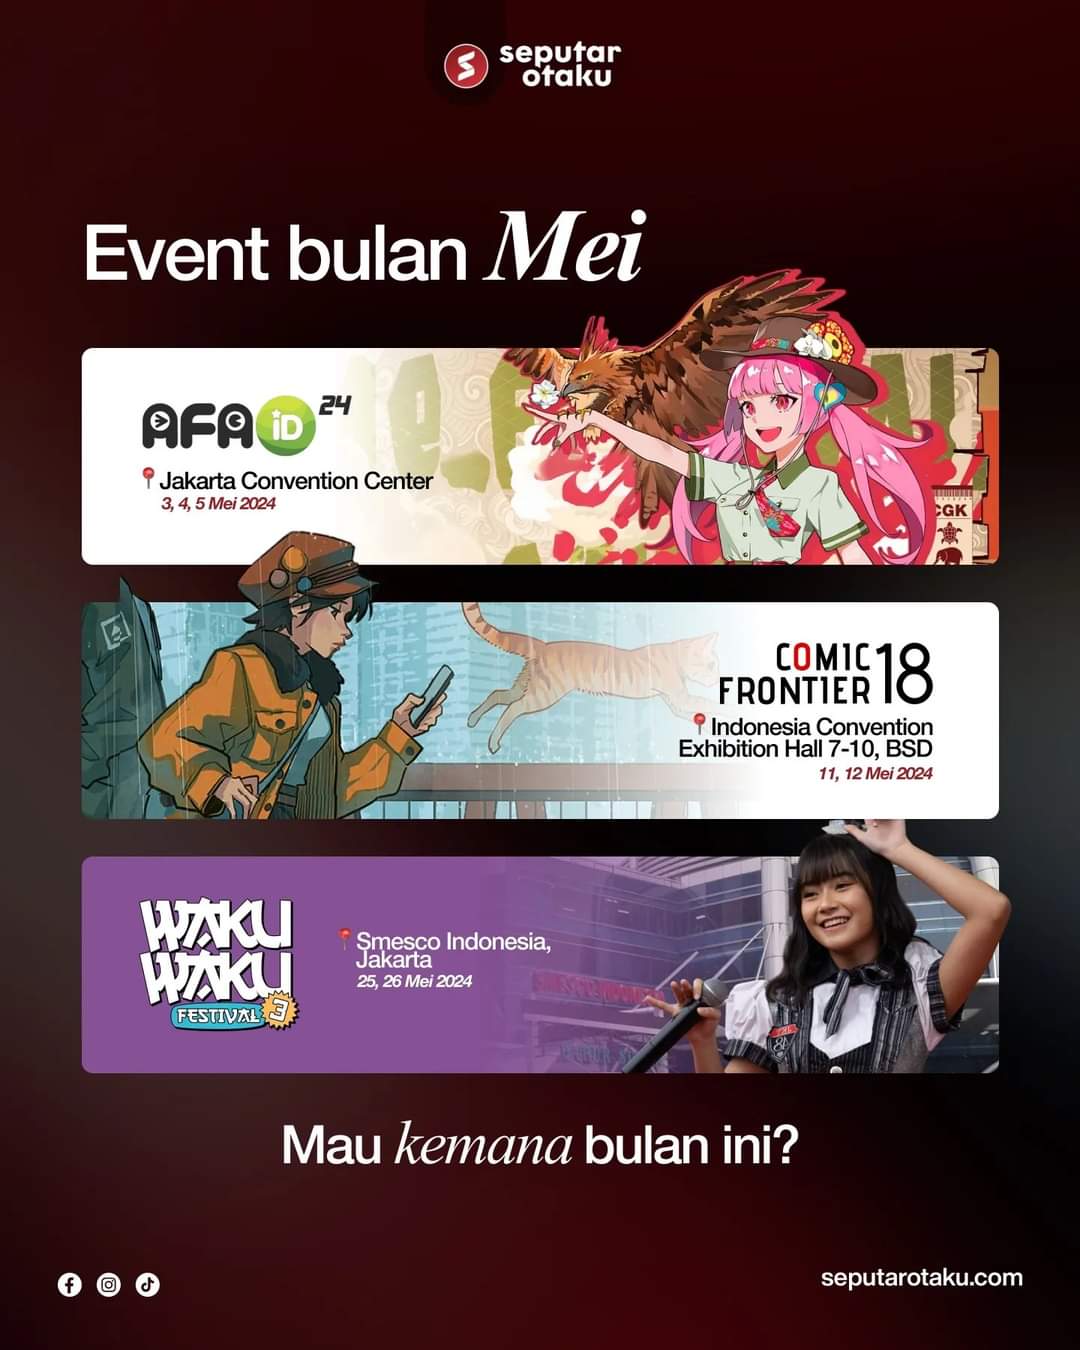 seputar
otaku
Event bulan Mei
AFA iD 24
Jakarta Convention Center
3, 4, 5 Mei 2024
CGK
COMIC
FRONTIER 18
Indonesia Convention
Exhibition Hall 7-10, BSD
11, 12 Mei 2024
WAKU
WAKU
FESTIVAL 3
Smesco Indonesia,
Jakarta
25, 26 Mei 2024
Mau kemana bulan ini?
seputarotaku.com